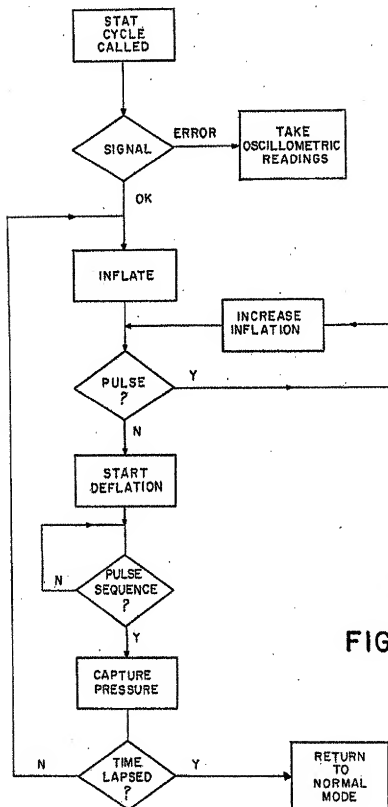 STAT
CYCLE
CALLED
SIGNAL
ERROR
TAKE
OSCILLOMETRIC
READINGS
OK
INFLATE
INCREASE
INFLATION
PULSE
?
Y
N
START
DEFLATION
PULSE
SEQUENCE
?
N
Y
CAPTURE
PRESSURE
FIG
TIME
LAPSED
?
N
Y
RETURN
TO
NORMAL
MODE